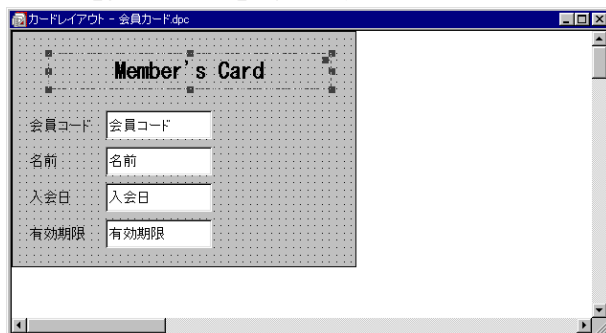 カードレイアウト - 会員カード.dpc
Member's Card
会員コード 会員コード
名前 名前
入会日 入会日
有効期限 有効期限